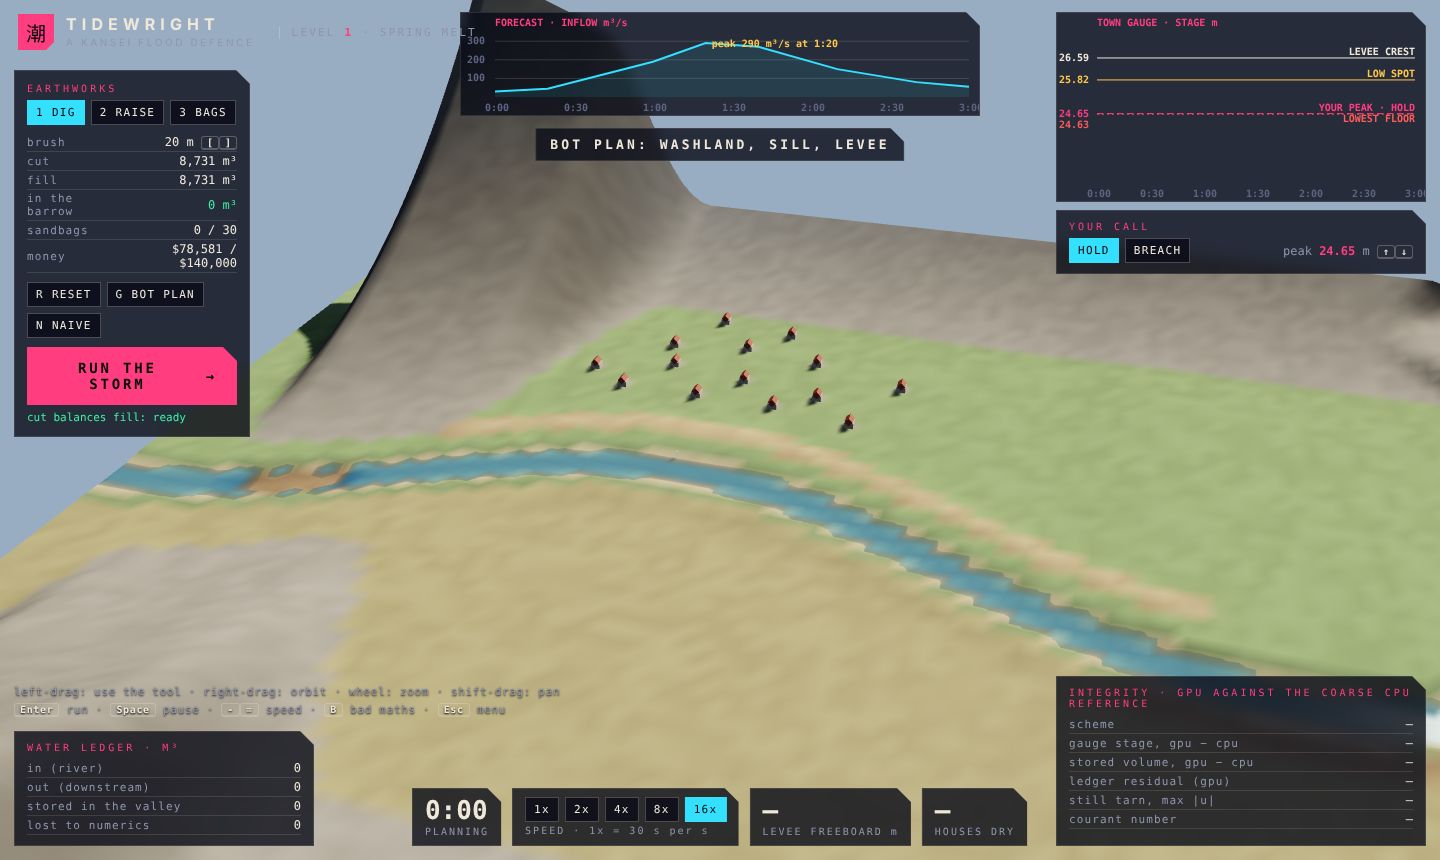 潮
TIDEWRIGHT
A KANSEI FLOOD DEFENCE
LEVEL 1 · SPRING MELT
EARTHWORKS
1 DIG 2 RAISE 3 BAGS
brush 20 m [ ]
cut 8,731 m³
fill 8,731 m³
in the
barrow 0 m³
sandbags 0 / 30
money $78,581 /
$140,000
R RESET G BOT PLAN
N NAIVE
RUN THE
STORM →
cut balances fill: ready
FORECAST · INFLOW m³/s
300
200
100
peak 290 m³/s at 1:20
0:00 0:30 1:00 1:30 2:00 2:30 3:00
BOT PLAN: WASHLAND, SILL, LEVEE
TOWN GAUGE · STAGE m
26.59 LEVEE CREST
25.82 LOW SPOT
24.65 YOUR PEAK · HOLD
24.63 LOWEST FLOOR
0:00 0:30 1:00 1:30 2:00 2:30 3:00
YOUR CALL
HOLD BREACH peak 24.65 m ↑ ↓
left-drag: use the tool · right-drag: orbit · wheel: zoom · shift-drag: pan
Enter run · Space pause · - = speed · B bad maths · Esc menu
WATER LEDGER · M³
in (river) 0
out (downstream) 0
stored in the valley 0
lost to numerics 0
0:00
PLANNING
1x 2x 4x 8x 16x
SPEED · 1x = 30 s per s
—
LEVEE FREEBOARD m
—
HOUSES DRY
INTEGRITY · GPU AGAINST THE COARSE CPU
REFERENCE
scheme —
gauge stage, gpu − cpu —
stored volume, gpu − cpu —
ledger residual (gpu) —
still tarn, max |u| —
courant number —